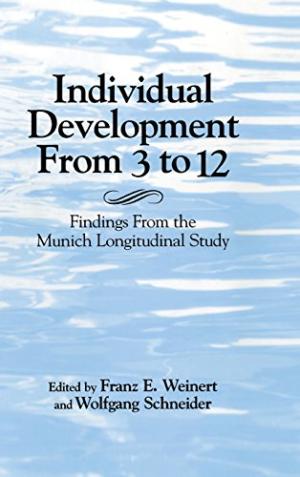 Individual
Development
From 3 to 12
Findings From the
Munich Longitudinal Study
Edited by Franz E. Weinert
and Wolfgang Schneider